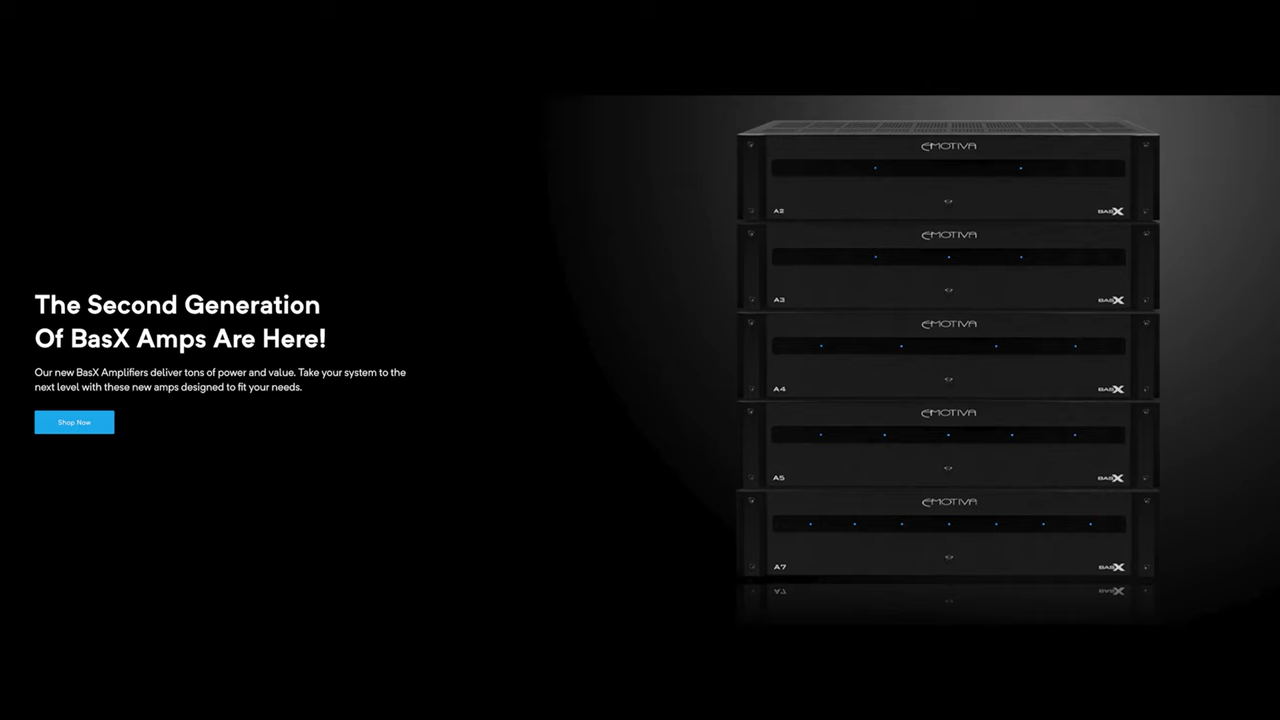 The Second Generation
Of BasX Amps Are Here!
Our new BasX Amplifiers deliver tons of power and value. Take your system to the
next level with these new amps designed to fit your needs.
Shop Now
EMOTIVA
A2 BASX
EMOTIVA
A3 BASX
EMOTIVA
A4 BASX
EMOTIVA
A5 BASX
EMOTIVA
A7 BASX